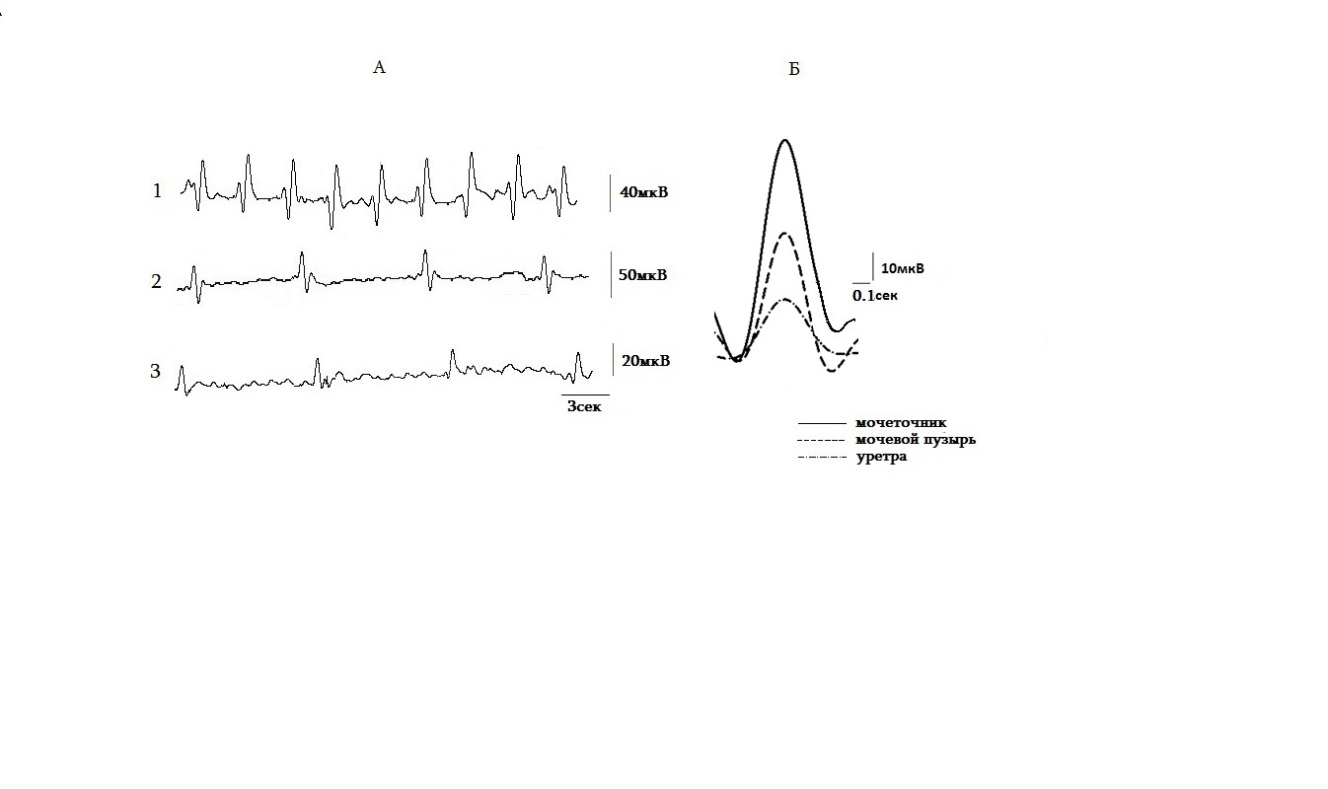 А
Б
1
40мкВ
2
50мкВ
3
20мкВ
3сек
10мкВ
0.1сек
мочеточник
мочевой пузырь
уретра